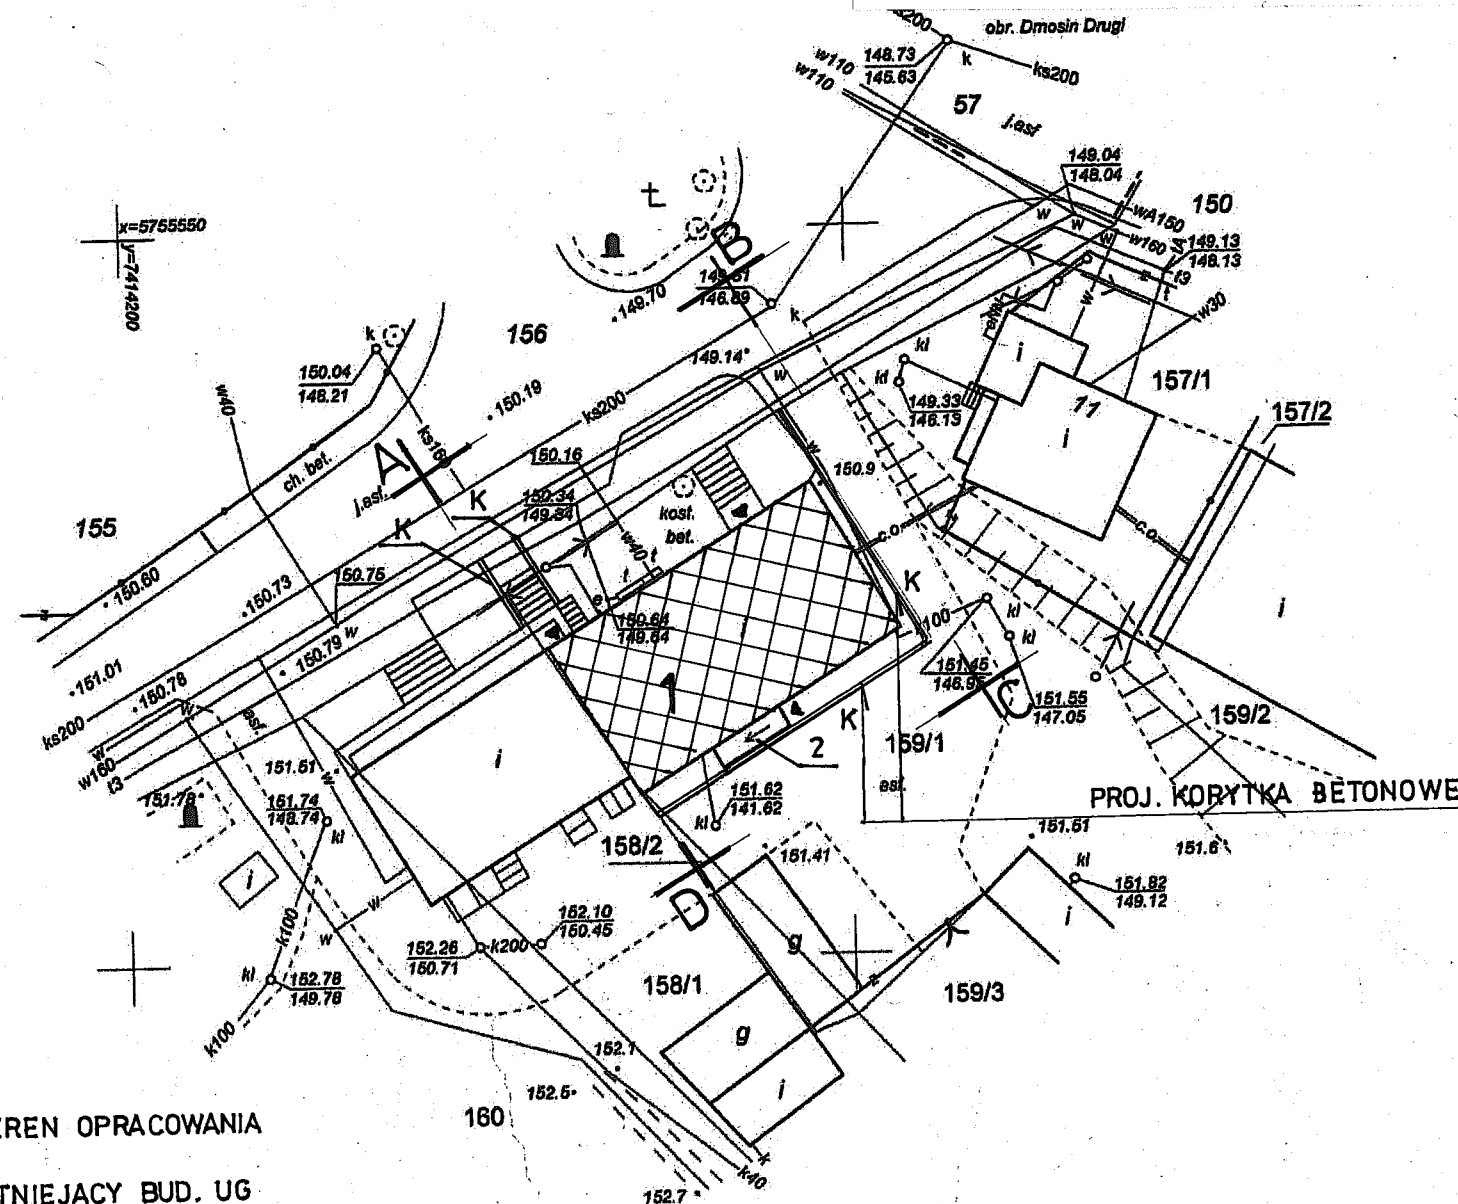 obr. Dmosin Drugi
148.73
145.63
k
ks200
w110
w110
57
j.asf
149.04
148.04
wA150
150
w160
149.13
148.13
t3
w30
x=5755550
y=7414200
B
146.89
k
149.70
156
149.14
w
w
w
w
k
150.04
148.21
150.19
w40
ks200
kl
kl
149.33
146.13
i
11
i
157/1
157/2
A
ch. bet.
j.asf.
K
K
150.16
150.34
149.84
kost.
bet.
w40
w
150.9
c.o.
c.o.
155
150.60
150.73
150.75
150.79
w
e
t
t
150.64
149.64
K
100
kl
kl
i
151.01
150.78
ks200
w
w160
t3
w
asf.
1
i
151.45
C
151.55
147.05
159/2
K
2
159/1
asf.
151.51
w
151.78
151.74
148.74
kl
151.62
141.62
kl
PROJ. KORYTKA BETONOWE
151.51
151.6
158/2
151.41
kl
151.82
149.12
i
i
D
w
w
k100
152.10
150.45
152.26
150.71
k200
g
kl
152.78
149.78
k100
158/1
159/3
g
i
152.1
152.5
160
k40
152.7
OPRACOWANIA
BUD. UG